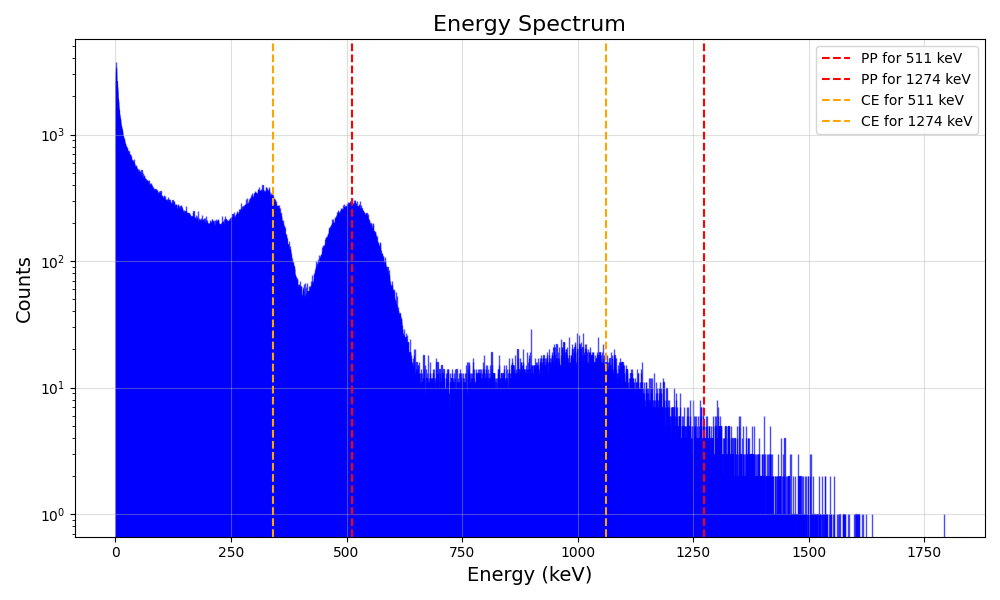 Energy Spectrum
PP for 511 keV
PP for 1274 keV
CE for 511 keV
CE for 1274 keV
Counts
10³
10²
10¹
10⁰
0 250 500 750 1000 1250 1500 1750
Energy (keV)